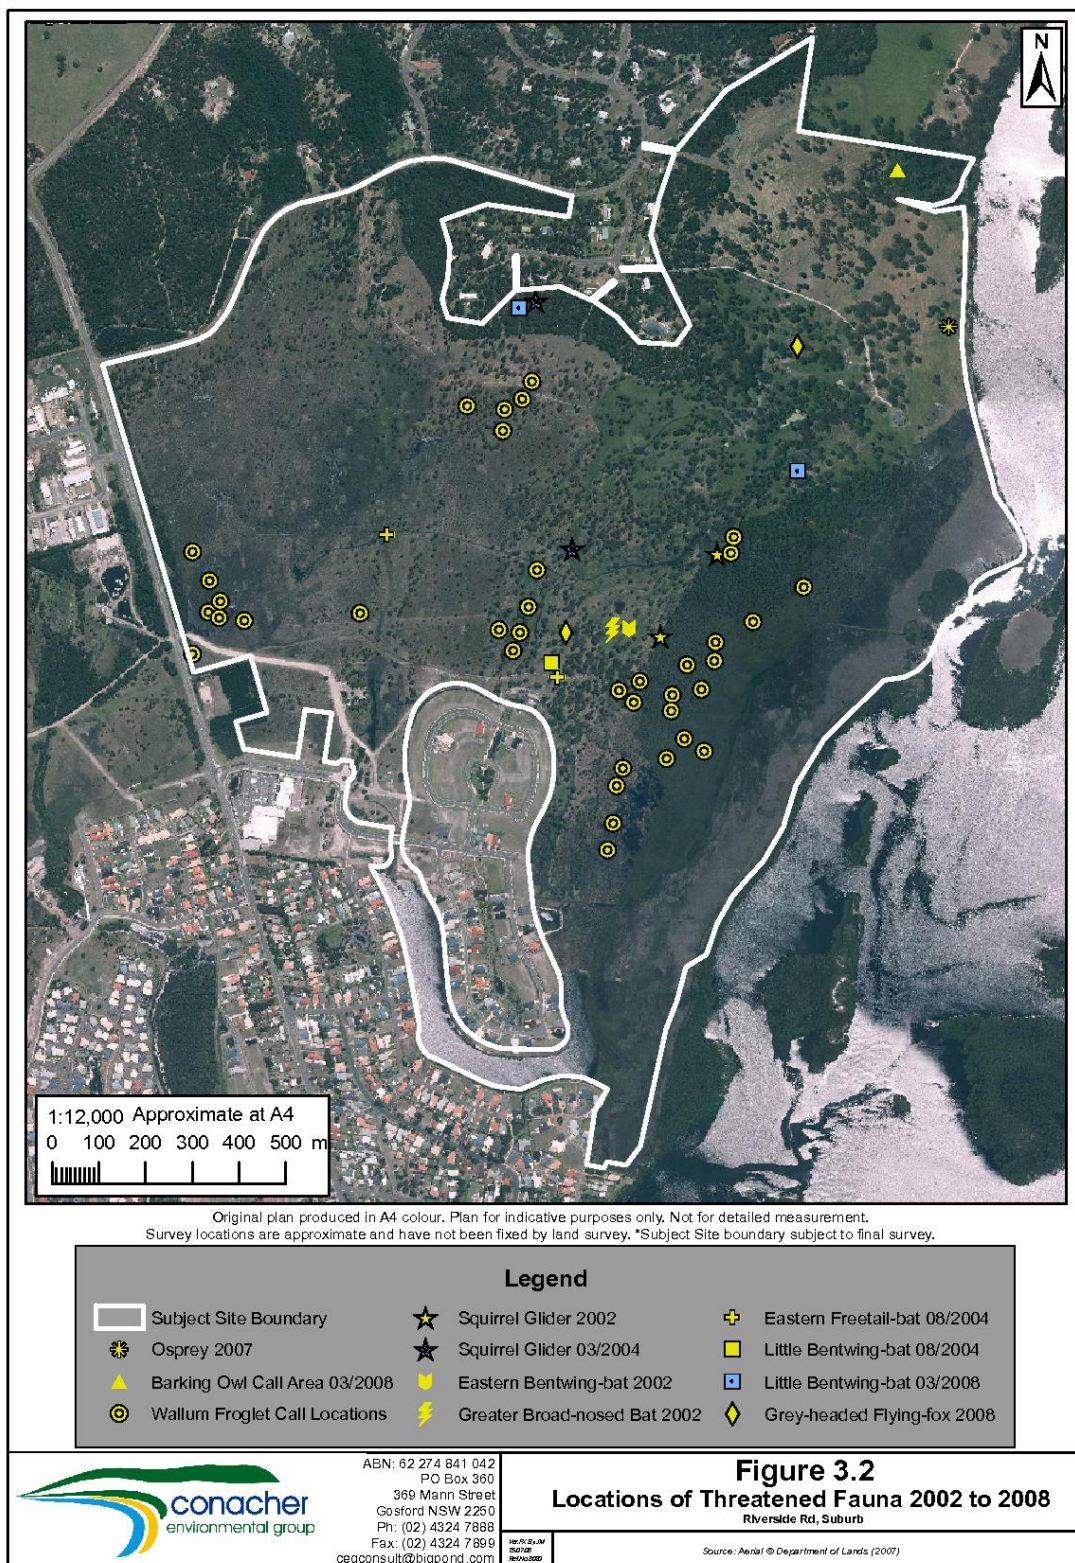 N
1:12,000 Approximate at A4
0 100 200 300 400 500 m
Original plan produced in A4 colour. Plan for indicative purposes only. Not for detailed measurement.
Survey locations are approximate and have not been fixed by land survey. *Subject Site boundary subject to final survey.
Legend
Subject Site Boundary
Osprey 2007
Barking Owl Call Area 03/2008
Wallum Froglet Call Locations
Squirrel Glider 2002
Squirrel Glider 03/2004
Eastern Bentwing-bat 2002
Greater Broad-nosed Bat 2002
Eastern Freetail-bat 08/2004
Little Bentwing-bat 08/2004
Little Bentwing-bat 03/2008
Grey-headed Flying-fox 2008
conacher
environmental group
ABN: 62 274 841 042
PO Box 360
369 Mann Street
Gosford NSW 2250
Ph: (02) 4324 7888
Fax: (02) 4324 7899
cegconsult@bigpond.com
Figure 3.2
Locations of Threatened Fauna 2002 to 2008
Riverside Rd, Suburb
Source: Aerial © Department of Lands (2007)